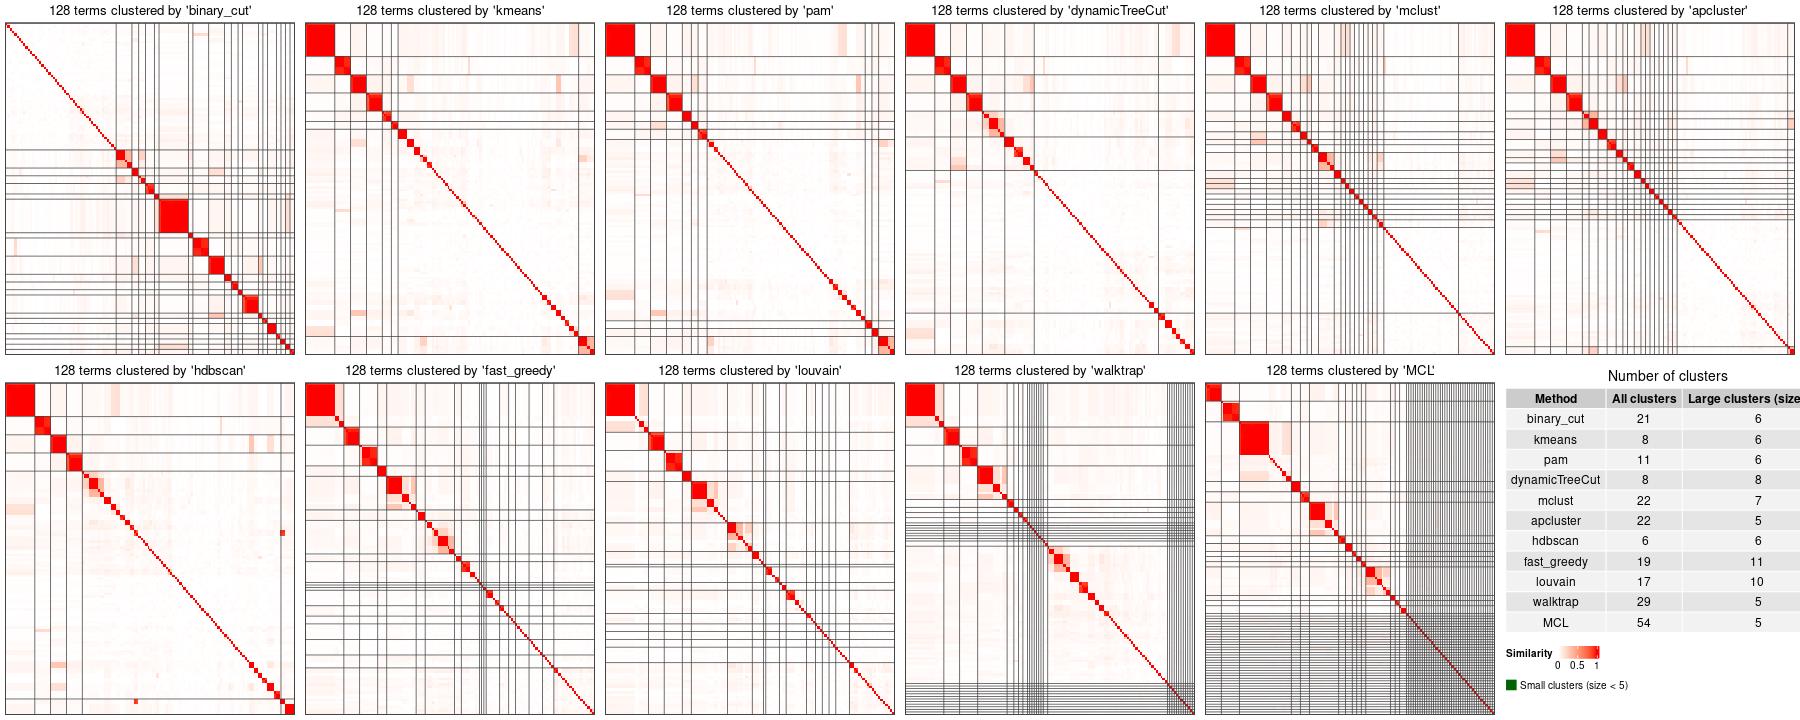 128 terms clustered by 'binary_cut'
128 terms clustered by 'kmeans'
128 terms clustered by 'pam'
128 terms clustered by 'dynamicTreeCut'
128 terms clustered by 'mclust'
128 terms clustered by 'apcluster'
128 terms clustered by 'hdbscan'
128 terms clustered by 'fast_greedy'
128 terms clustered by 'louvain'
128 terms clustered by 'walktrap'
128 terms clustered by 'MCL'
Number of clusters
Method All clusters Large clusters (size
binary_cut 21 6
kmeans 8 6
pam 11 6
dynamicTreeCut 8 8
mclust 22 7
apcluster 22 5
hdbscan 6 6
fast_greedy 19 11
louvain 17 10
walktrap 29 5
MCL 54 5
Similarity
0 0.5 1
Small clusters (size < 5)